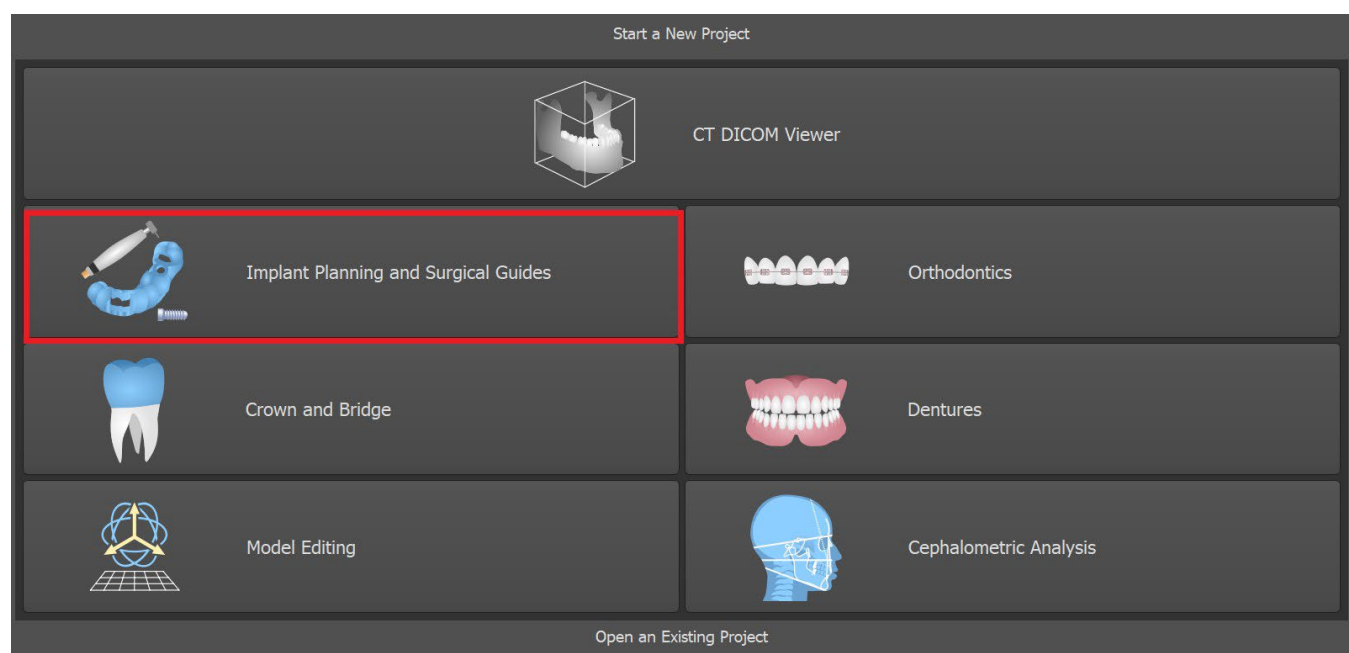 Start a New Project
CT DICOM Viewer
Implant Planning and Surgical Guides
Orthodontics
Crown and Bridge
Dentures
Model Editing
Cephalometric Analysis
Open an Existing Project